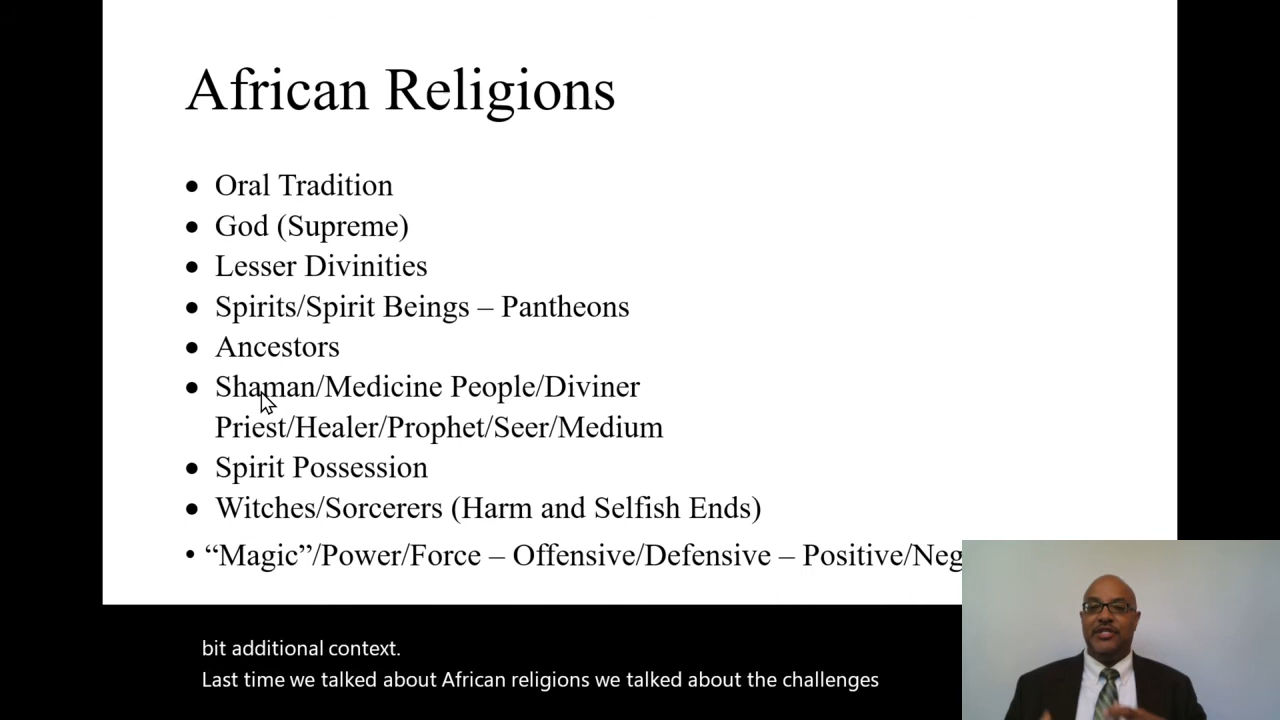 African Religions
• Oral Tradition
• God (Supreme)
• Lesser Divinities
• Spirits/Spirit Beings – Pantheons
• Ancestors
• Shaman/Medicine People/Diviner
Priest/Healer/Prophet/Seer/Medium
• Spirit Possession
• Witches/Sorcerers (Harm and Selfish Ends)
• “Magic”/Power/Force – Offensive/Defensive – Positive/Neg
bit additional context.
Last time we talked about African religions we talked about the challenges